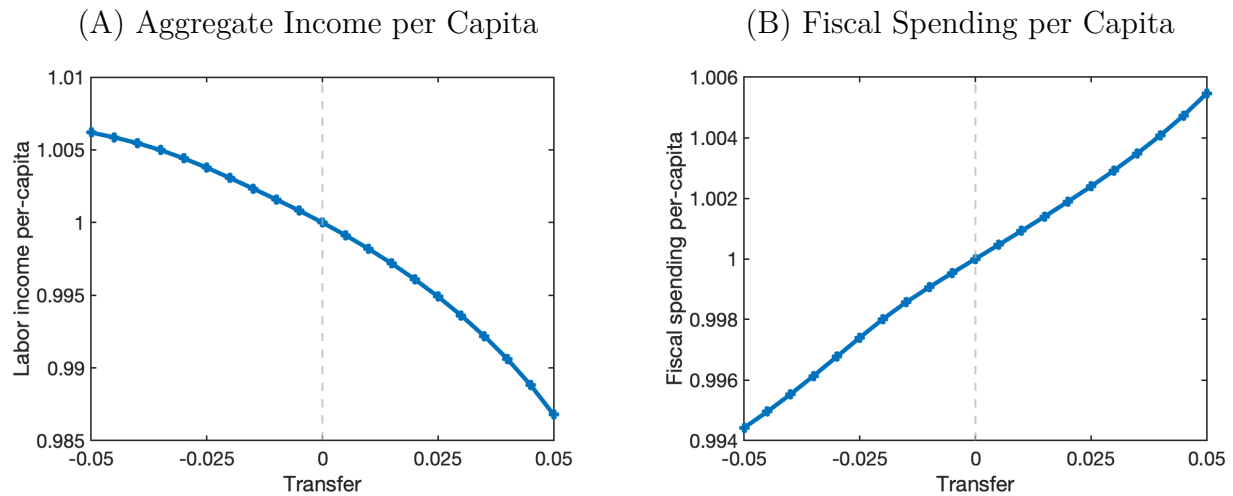 (A) Aggregate Income per Capita
1.01
1.005
1
0.995
0.99
0.985
Labor income per-capita
-0.05 -0.025 0 0.025 0.05
Transfer
(B) Fiscal Spending per Capita
1.006
1.004
1.002
1
0.998
0.996
0.994
Fiscal spending per-capita
-0.05 -0.025 0 0.025 0.05
Transfer